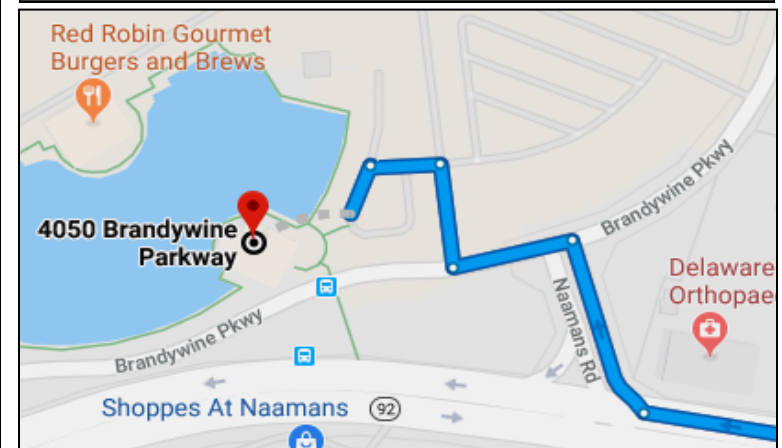 Red Robin Gourmet
Burgers and Brews
4050 Brandywine
Parkway
Brandywine Pkwy
Delaware
Orthopae
Naamans Rd
Brandywine Pkwy
Shoppes At Naamans
92